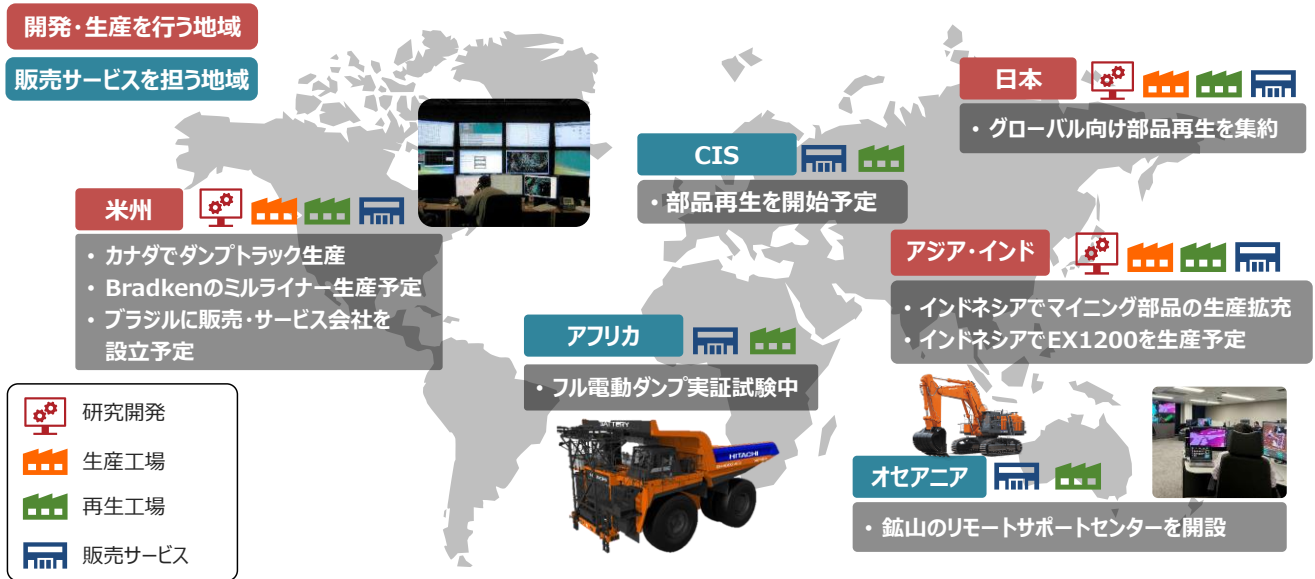 開発・生産を行う地域
販売サービスを担う地域
日本
・グローバル向け部品再生を集約
CIS
・部品再生を開始予定
米州
・カナダでダンプトラック生産
・Bradkenのミルライナー生産予定
・ブラジルに販売・サービス会社を
設立予定
アジア・インド
・インドネシアでマイニング部品の生産拡充
・インドネシアでEX1200を生産予定
アフリカ
・フル電動ダンプ実証試験中
BATTERY
HITACHI
オセアニア
・鉱山のリモートサポートセンターを開設
研究開発
生産工場
再生工場
販売サービス